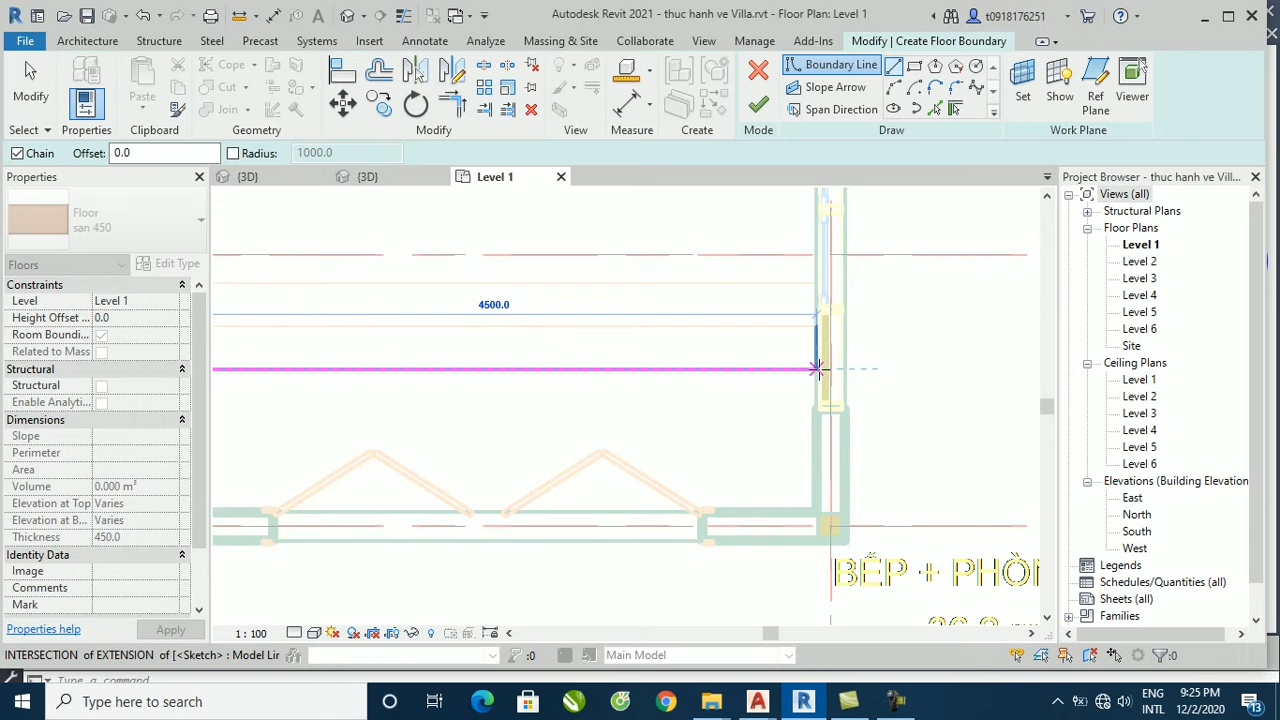 Autodesk Revit 2021 - thuc hanh ve Villa.rvt - Floor Plan: Level 1
t0918176251
File Architecture Structure Steel Precast Systems Insert Annotate Analyze Massing & Site Collaborate View Manage Add-Ins Modify | Create Floor Boundary
Modify
Paste
Cope
Cut
Join
Boundary Line
Slope Arrow
Span Direction
Set Show Ref Plane Viewer
Select Properties Clipboard Geometry Modify View Measure Create Mode Draw Work Plane
Chain Offset: 0.0 Radius: 1000.0
Properties
{3D} {3D} Level 1
Project Browser - thuc hanh ve Villa...
Floor
san 450
Floors Edit Type
Constraints
Level Level 1
Height Offset ... 0.0
Room Boundi...
Related to Mass
Structural
Structural
Enable Analyti...
Dimensions
Slope
Perimeter
Area
Volume 0.000 m³
Elevation at Top Varies
Elevation at B... Varies
Thickness 450.0
Identity Data
Image
Comments
Mark
Properties help Apply
4500.0
BẾP + PHÒN
Views (all)
Structural Plans
Floor Plans
Level 1
Level 2
Level 3
Level 4
Level 5
Level 6
Site
Ceiling Plans
Level 1
Level 2
Level 3
Level 4
Level 5
Level 6
Elevations (Building Elevation
East
North
South
West
Legends
Schedules/Quantities (all)
Sheets (all)
Families
1 : 100
INTERSECTION of EXTENSION of [<Sketch> : Model Lin :0 Main Model :0
Type a command
Type here to search
ENG
INTL
9:25 PM
12/2/2020
13